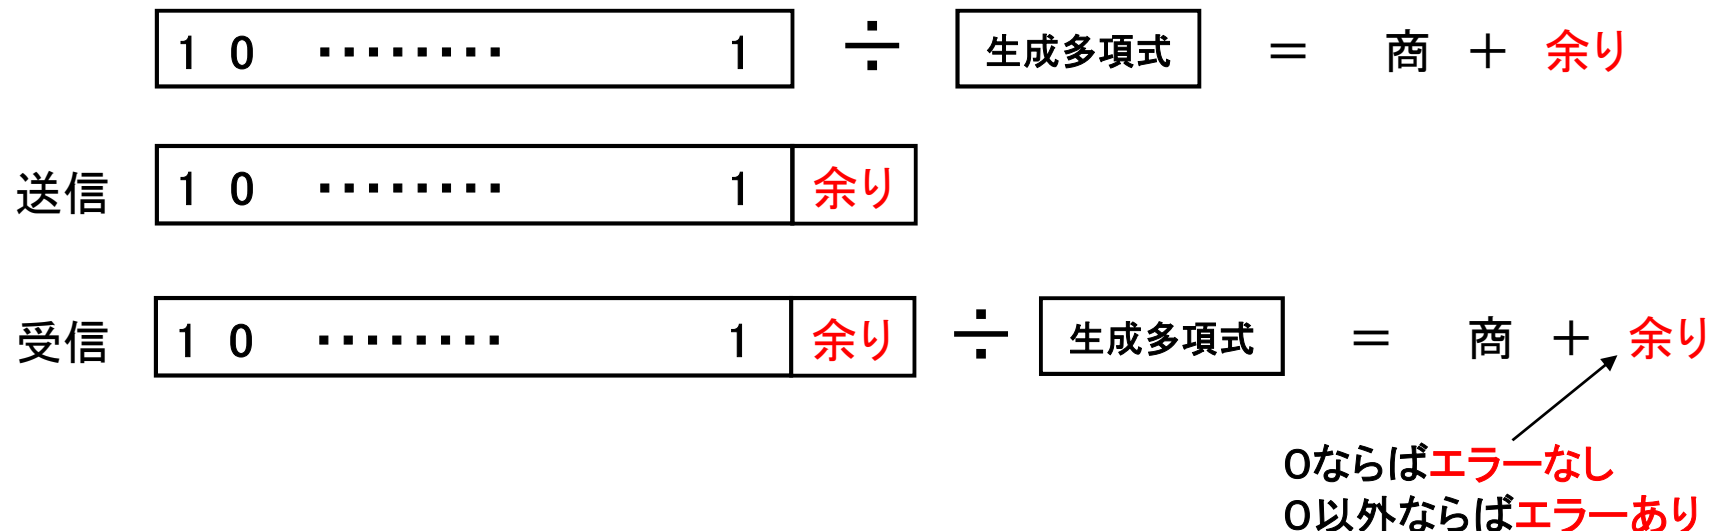 1 0 ‥‥‥‥ 1 ÷ 生成多項式 = 商 + 余り
送信 1 0 ‥‥‥‥ 1 余り
受信 1 0 ‥‥‥‥ 1 余り ÷ 生成多項式 = 商 + 余り
0ならばエラーなし
0以外ならばエラーあり